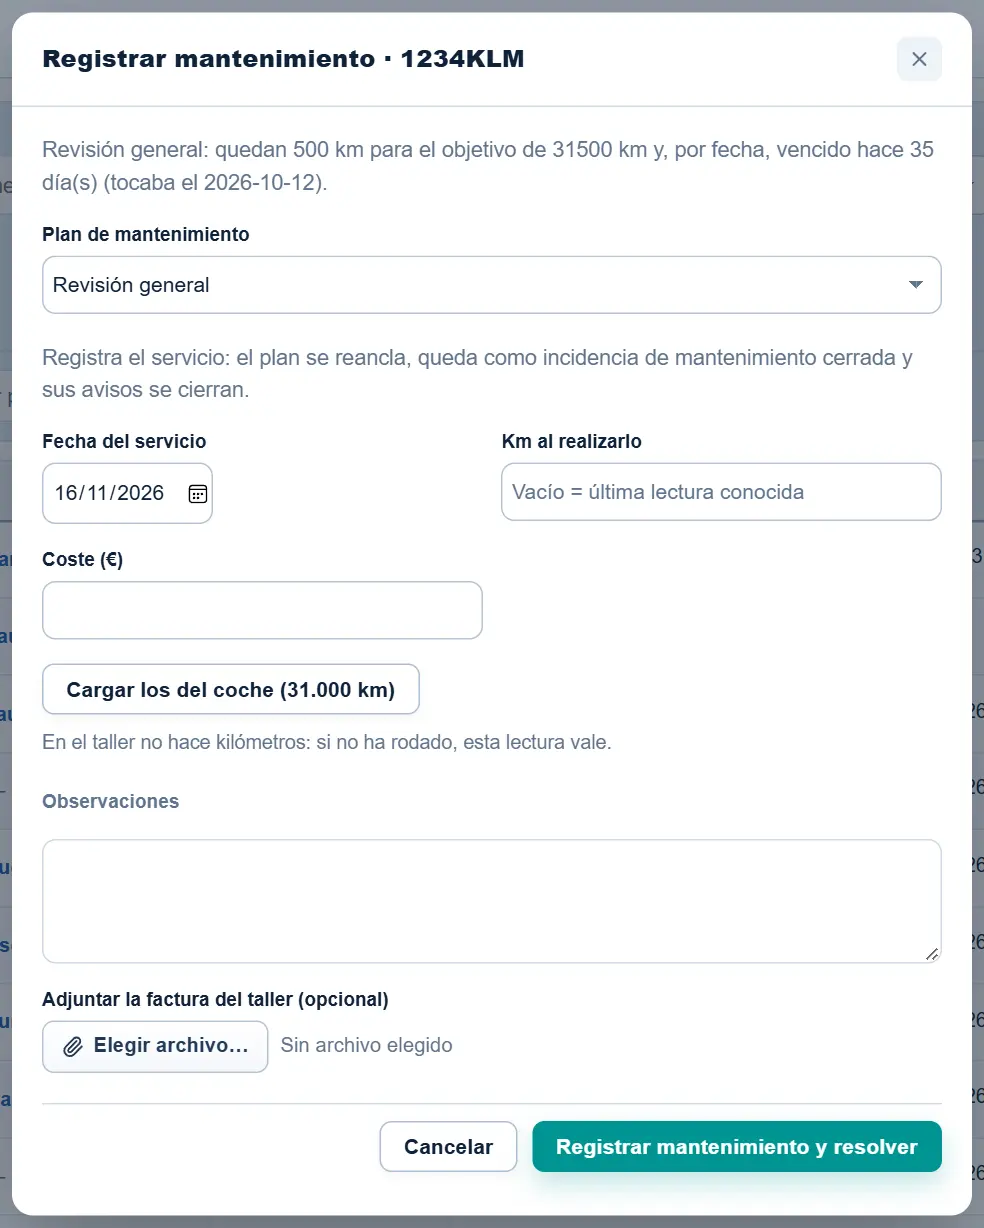 Registrar mantenimiento · 1234KLM
Revisión general: quedan 500 km para el objetivo de 31500 km y, por fecha, vencido hace 35
día(s) (tocaba el 2026-10-12).
Plan de mantenimiento
Revisión general
Registra el servicio: el plan se reancla, queda como incidencia de mantenimiento cerrada y
sus avisos se cierran.
Fecha del servicio
Km al realizarlo
16/11/2026
Vacío = última lectura conocida
Coste (€)
Cargar los del coche (31.000 km)
En el taller no hace kilómetros: si no ha rodado, esta lectura vale.
Observaciones
Adjuntar la factura del taller (opcional)
Elegir archivo...
Sin archivo elegido
Cancelar
Registrar mantenimiento y resolver